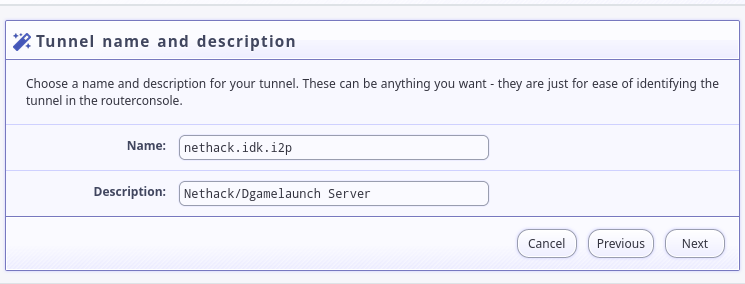 Tunnel name and description
Choose a name and description for your tunnel. These can be anything you want - they are just for ease of identifying the
tunnel in the routerconsole.
Name: nethack.idk.i2p
Description: Nethack/Dgamelaunch Server
Cancel Previous Next